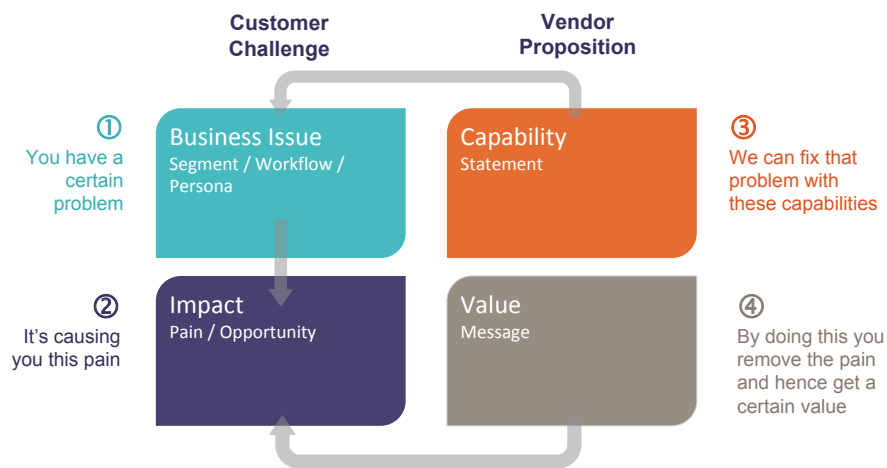 Customer
Challenge
Vendor
Proposition
①
You have a
certain
problem
Business Issue
Segment / Workflow /
Persona
Capability
Statement
③
We can fix that
problem with
these capabilities
②
It’s causing
you this pain
Impact
Pain / Opportunity
Value
Message
④
By doing this you
remove the pain
and hence get a
certain value